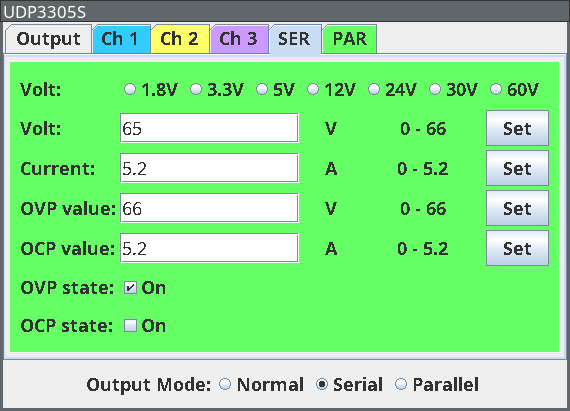 UDP3305S
Output Ch 1 Ch 2 Ch 3 SER PAR
Volt: 1.8V 3.3V 5V 12V 24V 30V 60V
Volt: 65 V 0 - 66 Set
Current: 5.2 A 0 - 5.2 Set
OVP value: 66 V 0 - 66 Set
OCP value: 5.2 A 0 - 5.2 Set
OVP state: On
OCP state: On
Output Mode: Normal Serial Parallel